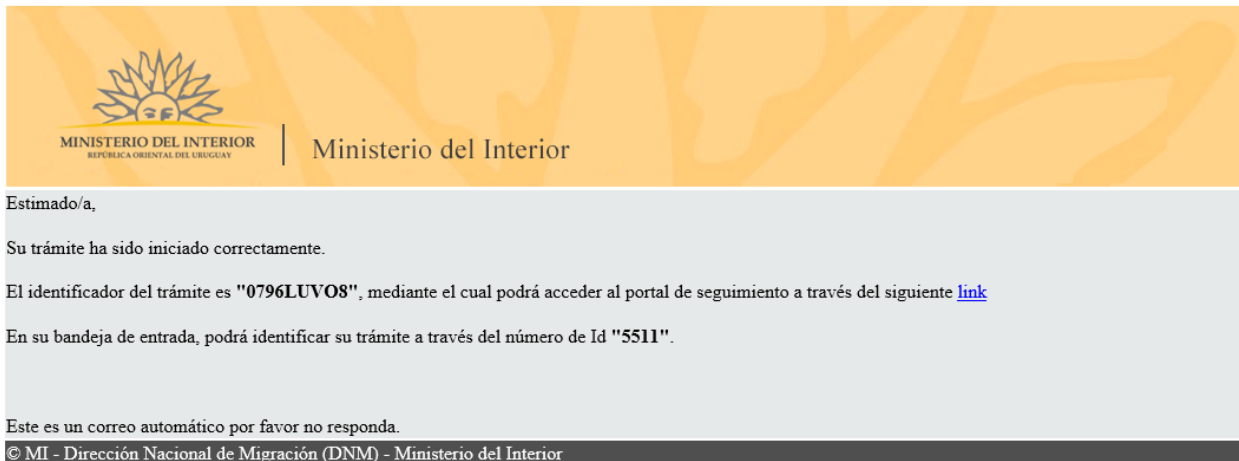 MINISTERIO DEL INTERIOR
REPÚBLICA ORIENTAL DEL URUGUAY
Ministerio del Interior
Estimado/a,
Su trámite ha sido iniciado correctamente.
El identificador del trámite es "0796LUVO8", mediante el cual podrá acceder al portal de seguimiento a través del siguiente link
En su bandeja de entrada, podrá identificar su trámite a través del número de Id "5511".
Este es un correo automático por favor no responda.
© MI - Dirección Nacional de Migración (DNM) - Ministerio del Interior